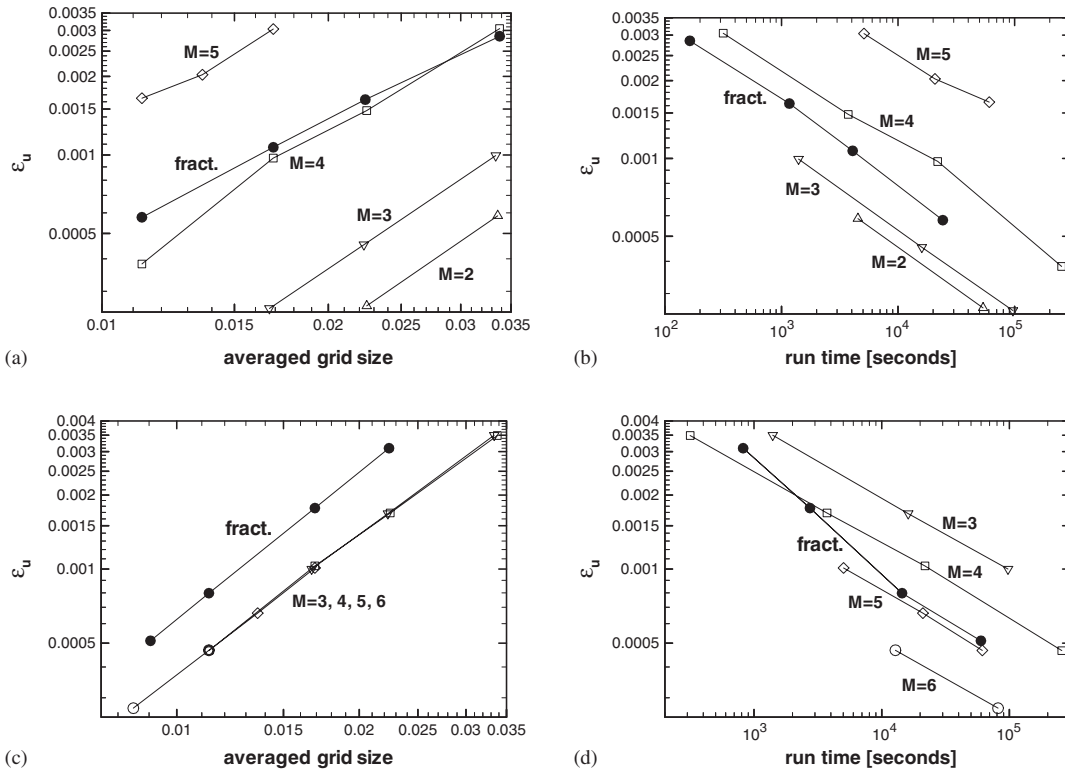 0.0035
0.003
0.0025
0.002
0.0015
0.001
0.0005
ε_u
M=5
fract.
M=4
M=3
M=2
0.01
0.015
0.02
0.025
0.03
0.035
(a)
averaged grid size
0.0035
0.003
0.0025
0.002
0.0015
0.001
0.0005
ε_u
M=5
fract.
M=4
M=3
M=2
10^2
10^3
10^4
10^5
(b)
run time [seconds]
0.004
0.0035
0.003
0.0025
0.002
0.0015
0.001
0.0005
ε_u
fract.
M=3, 4, 5, 6
0.01
0.015
0.02
0.025
0.03
0.035
(c)
averaged grid size
0.004
0.0035
0.003
0.0025
0.002
0.0015
0.001
0.0005
ε_u
M=3
fract.
M=4
M=5
M=6
10^3
10^4
10^5
(d)
run time [seconds]